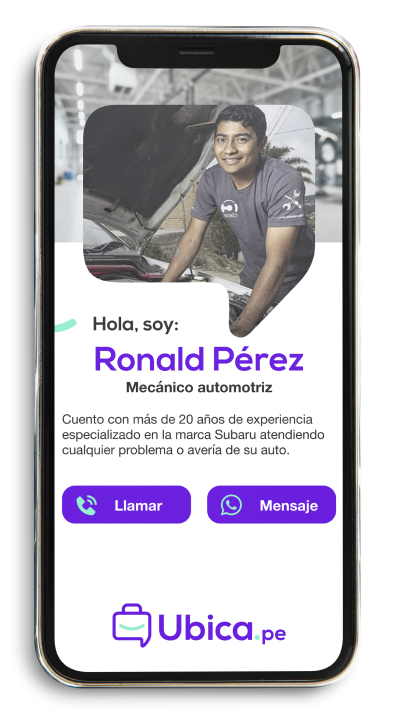 Hola, soy:
Ronald Pérez
Mecánico automotriz
Cuento con más de 20 años de experiencia
especializado en la marca Subaru atendiendo
cualquier problema o avería de su auto.
Llamar
Mensaje
Ubica.pe